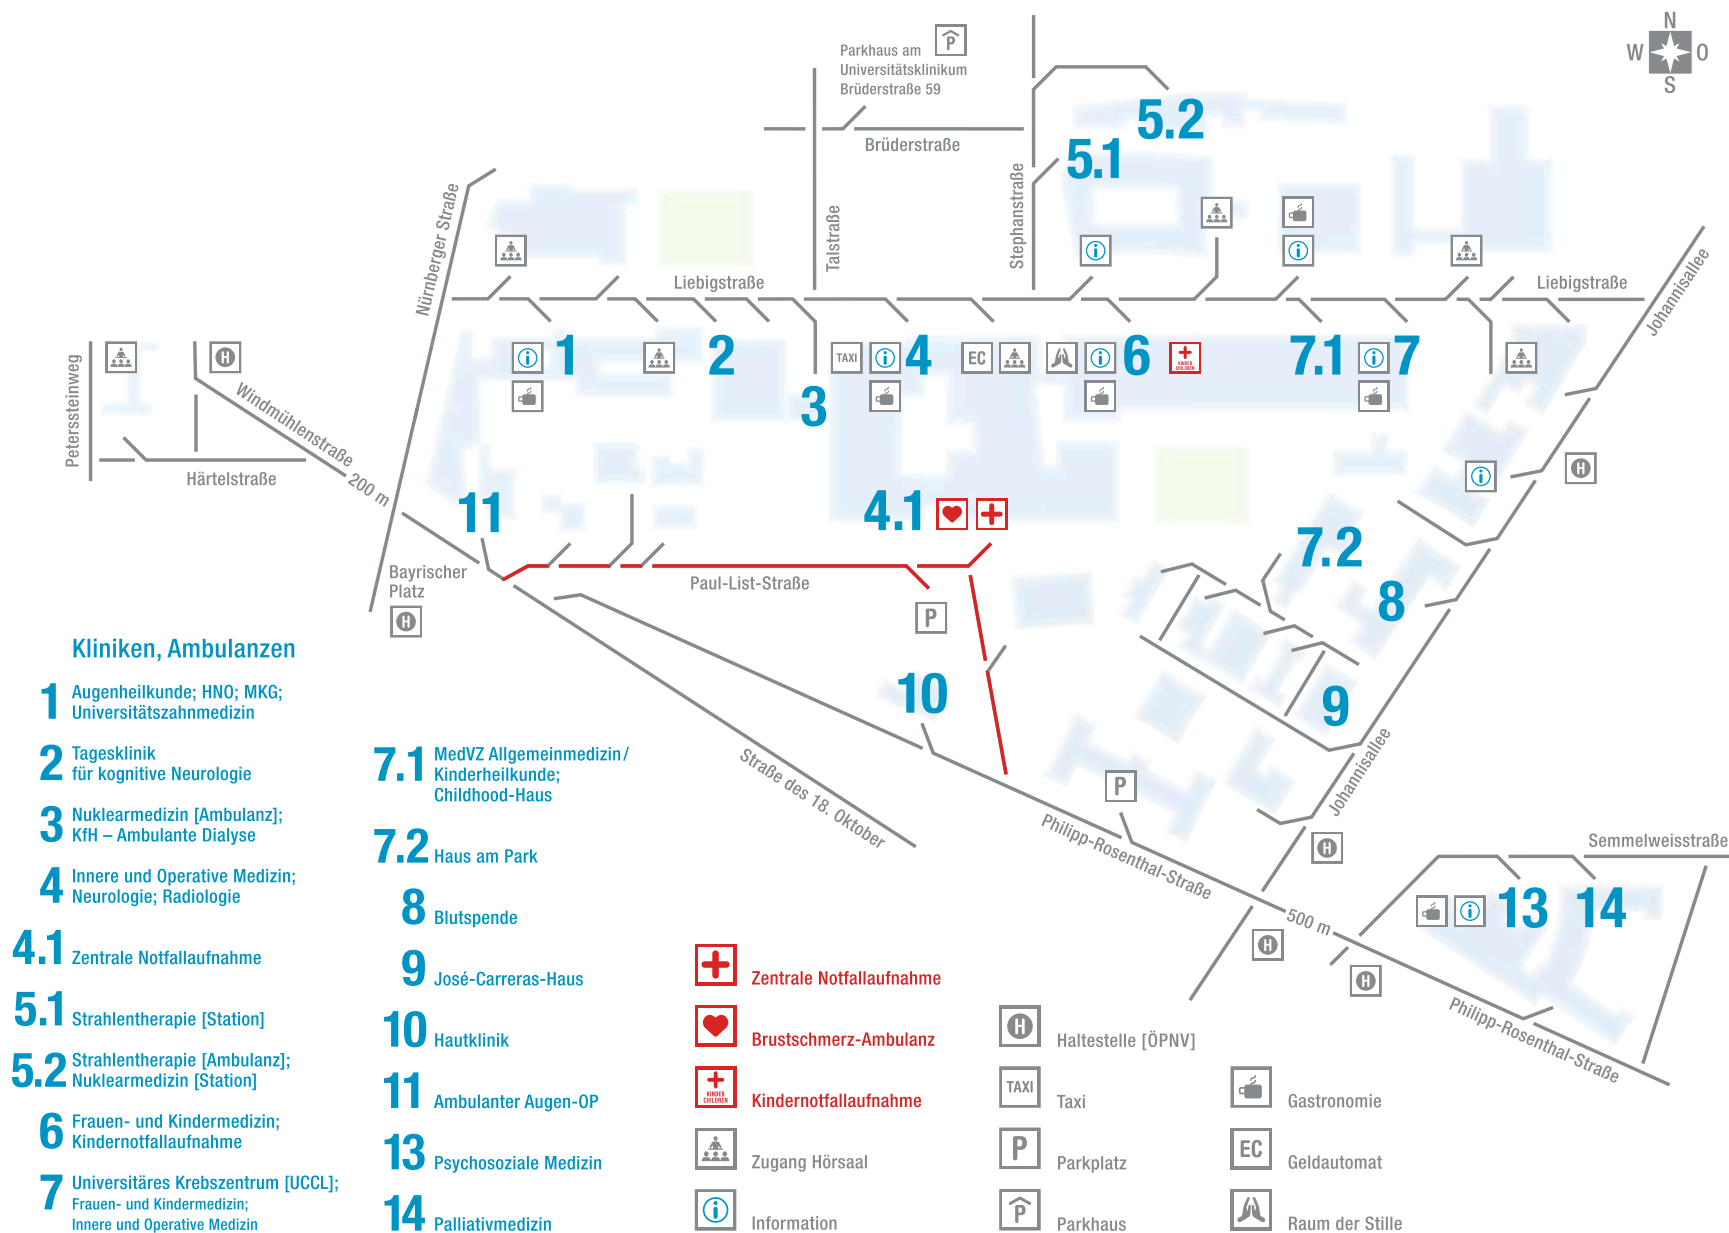 N
W
O
S
Parkhaus am
Universitätsklinikum
Brüderstraße 59
P
Brüderstraße
5.2
5.1
Nürnberger Straße
Talstraße
Stephanstraße
Liebigstraße
Liebigstraße
Johannisallee
Peterssteinweg
H
Windmühlenstraße
200 m
Härtelstraße
1
2
3
TAXI
4
EC
6
KINDER
CHILDREN
7.1
7
H
11
4.1
7.2
8
Bayrischer
Platz
H
Paul-List-Straße
P
10
9
Straße des 18. Oktober
P
Philipp-Rosenthal-Straße
Johannisallee
H
500 m
H
H
Semmelweisstraße
13
14
Philipp-Rosenthal-Straße
Kliniken, Ambulanzen
1 Augenheilkunde; HNO; MKG;
Universitätszahnmedizin
2 Tagesklinik
für kognitive Neurologie
3 Nuklearmedizin [Ambulanz];
KfH – Ambulante Dialyse
4 Innere und Operative Medizin;
Neurologie; Radiologie
4.1 Zentrale Notfallaufnahme
5.1 Strahlentherapie [Station]
5.2 Strahlentherapie [Ambulanz];
Nuklearmedizin [Station]
6 Frauen- und Kindermedizin;
Kindernotfallaufnahme
7 Universitäres Krebszentrum [UCCL];
Frauen- und Kindermedizin;
Innere und Operative Medizin
7.1 MedVZ Allgemeinmedizin/
Kinderheilkunde;
Childhood-Haus
7.2 Haus am Park
8 Blutspende
9 José-Carreras-Haus
10 Hautklinik
11 Ambulanter Augen-OP
13 Psychosoziale Medizin
14 Palliativmedizin
Zentrale Notfallaufnahme
Brustschmerz-Ambulanz
KINDER
CHILDREN
Kindernotfallaufnahme
Zugang Hörsaal
Information
H Haltestelle [ÖPNV]
TAXI Taxi
P Parkplatz
P Parkhaus
Gastronomie
EC Geldautomat
Raum der Stille